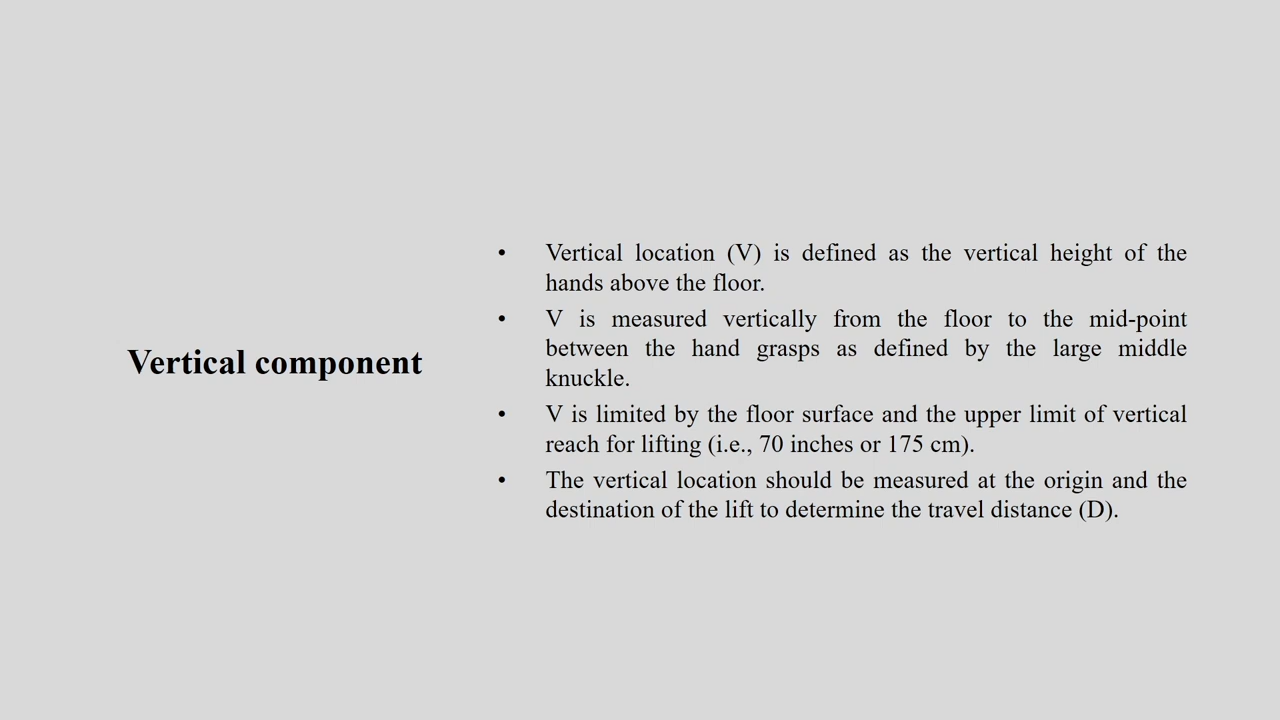 Vertical component
• Vertical location (V) is defined as the vertical height of the
hands above the floor.
• V is measured vertically from the floor to the mid-point
between the hand grasps as defined by the large middle
knuckle.
• V is limited by the floor surface and the upper limit of vertical
reach for lifting (i.e., 70 inches or 175 cm).
• The vertical location should be measured at the origin and the
destination of the lift to determine the travel distance (D).